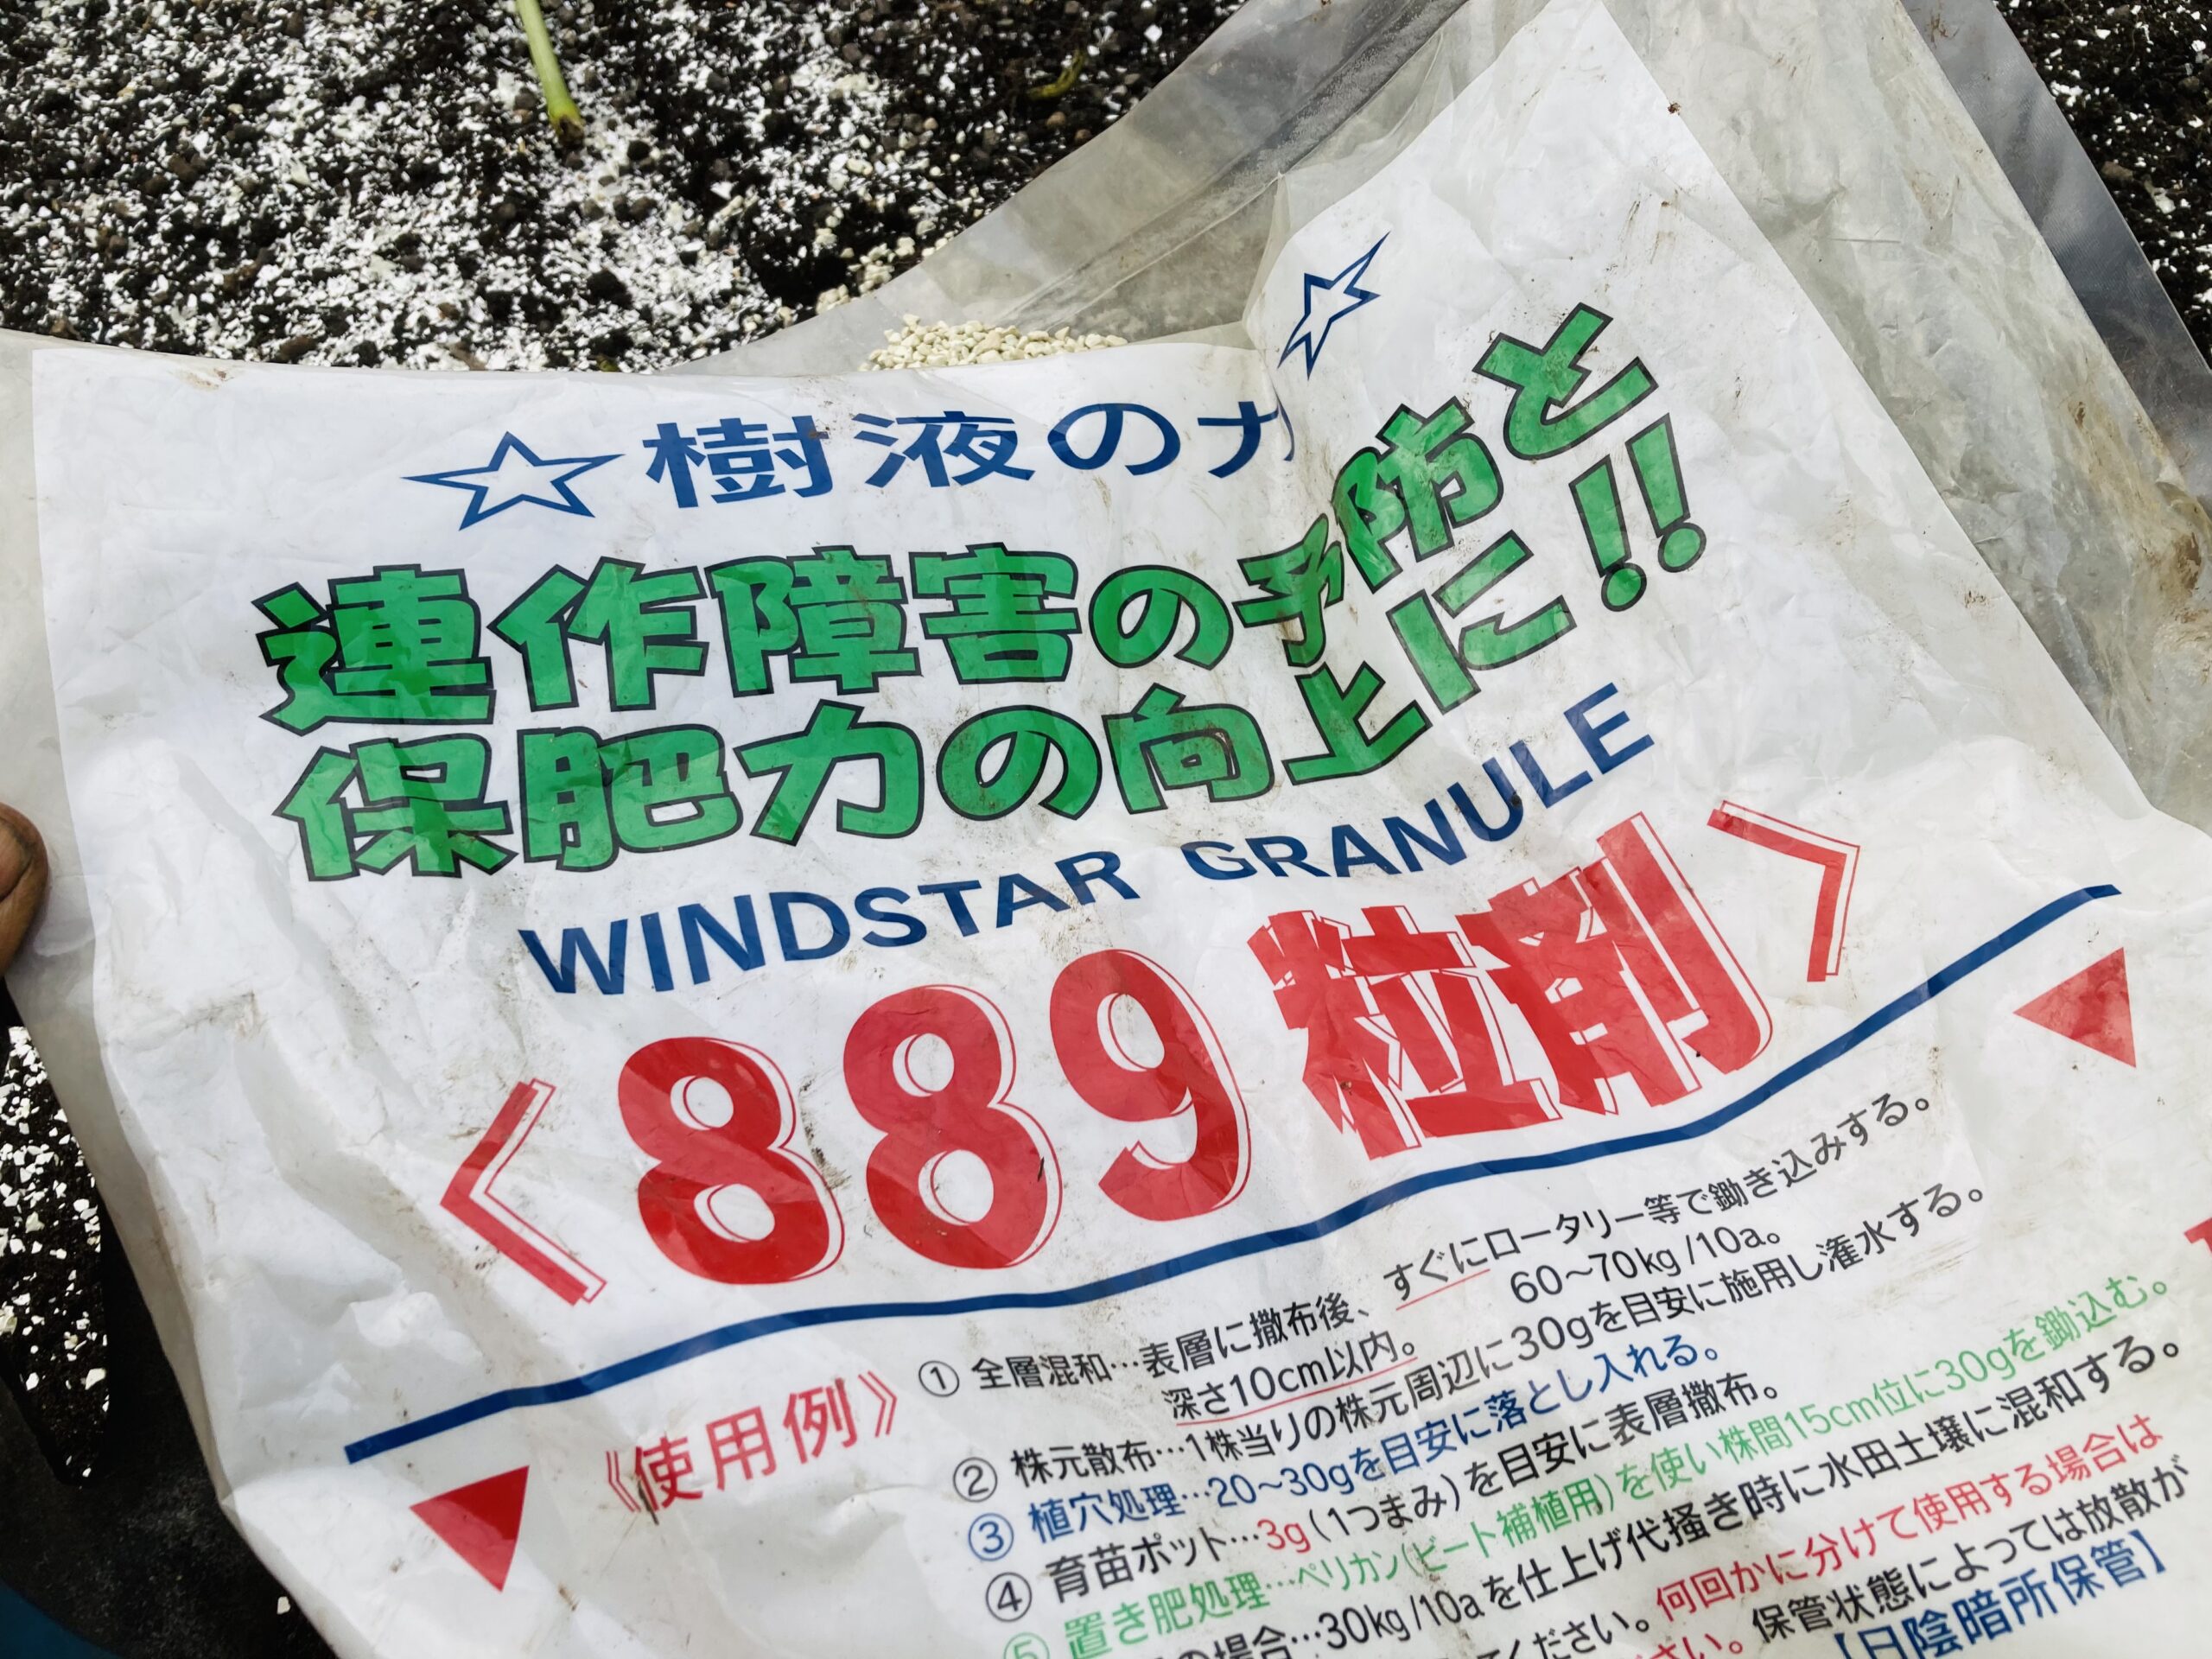 ☆樹液の力☆
連作障害の予防と
保肥力の向上に!!
WINDSTAR GRANULE
〈889粒剤〉
《使用例》
① 全層混和…表層に撒布後、すぐにロータリー等で鋤き込みする。
深さ10cm以内。 60～70kg/10a。
② 株元散布…1株当りの株元周辺に30gを目安に施用し潅水する。
③ 植穴処理…20～30gを目安に落とし入れる。
④ 育苗ポット…3g(1つまみ)を目安に表層撒布。
⑤ 置き肥処理…ペリカン(ビート補植用)を使い株間15cm位に30gを鋤込む。
の場合…30kg/10aを仕上げ代掻き時に水田土壌に混和する。
ください。何回かに分けて使用する場合は
さい。保管状態によっては放散が
【日陰暗所保管】